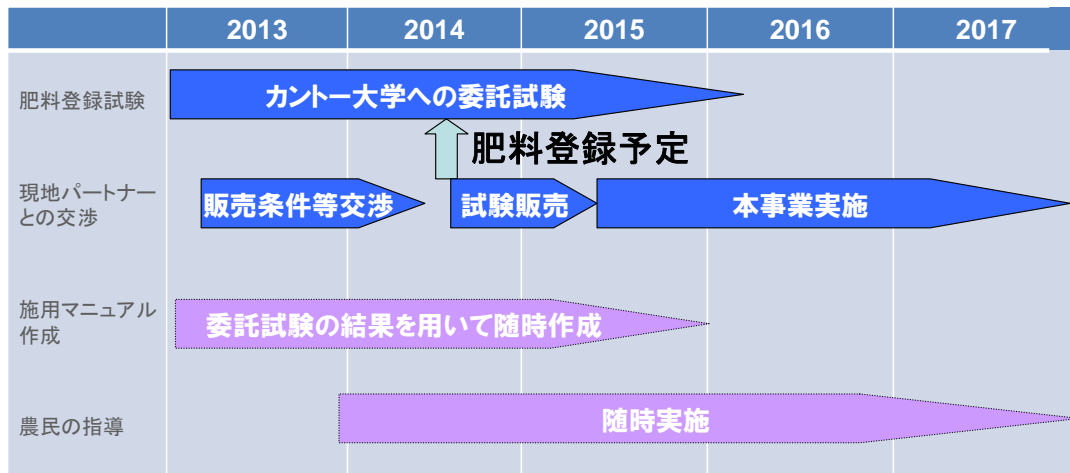 2013 2014 2015 2016 2017
肥料登録試験
カントー大学への委託試験
肥料登録予定
現地パートナー
との交渉
販売条件等交渉
試験販売
本事業実施
施用マニュアル
作成
委託試験の結果を用いて随時作成
農民の指導
随時実施